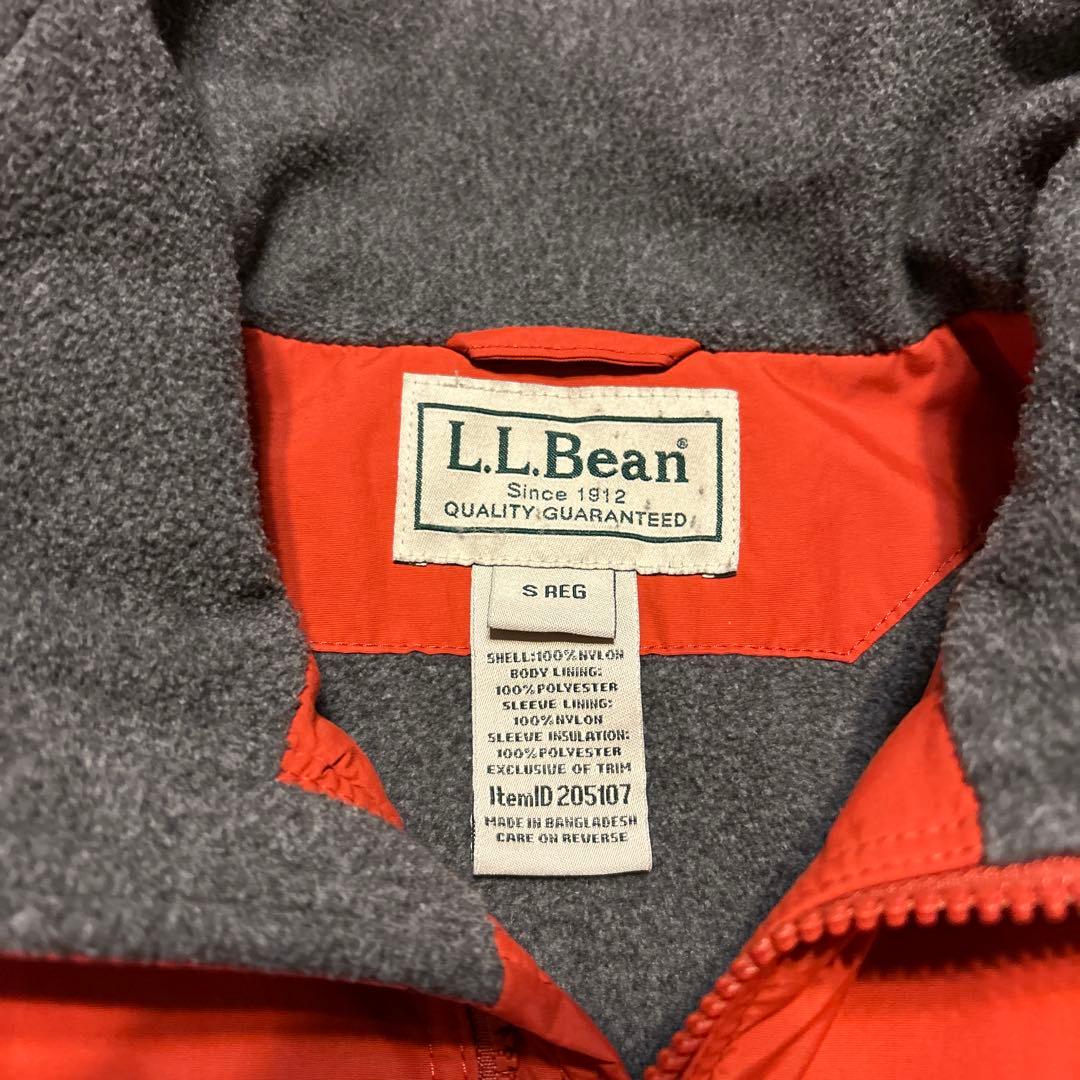 L.L.Bean®
Since 1912
QUALITY GUARANTEED
S REG
SHELL:100%NYLON
BODY LINING:
100%POLYESTER
SLEEVE LINING:
100%NYLON
SLEEVE INSULATION:
100%POLYESTER
EXCLUSIVE OF TRIM
ItemID 205107
MADE IN BANGLADESH
CARE ON REVERSE